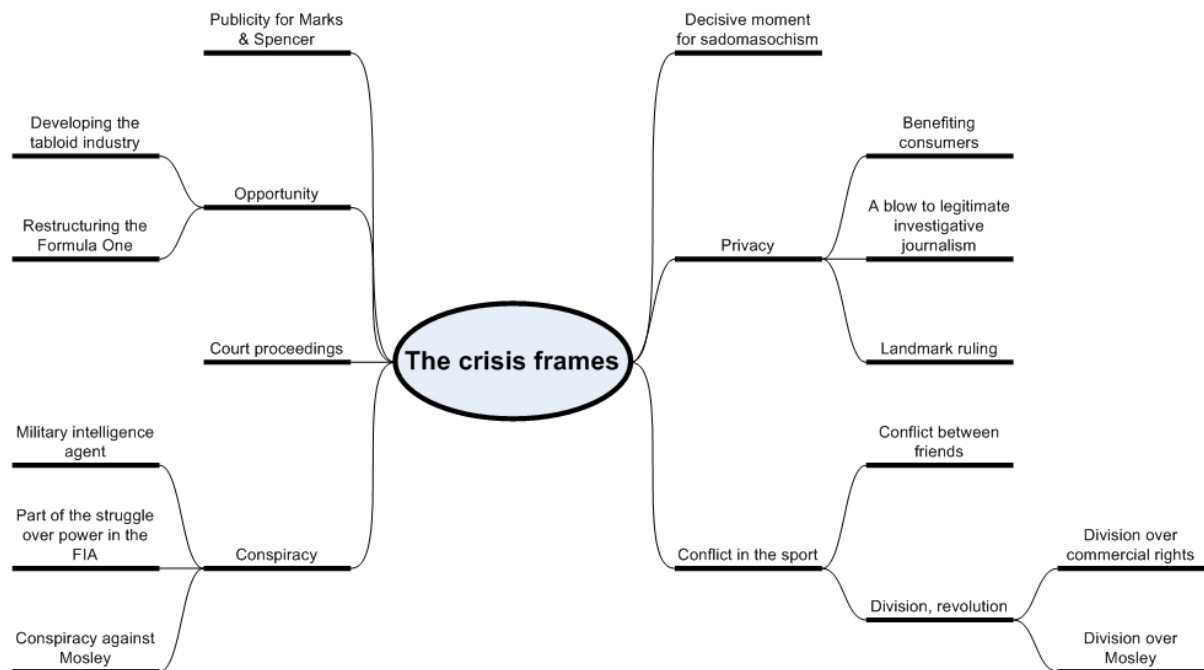 Publicity for Marks
& Spencer
Decisive moment
for sadomasochism
Developing the
tabloid industry
Benefiting
consumers
Opportunity
A blow to legitimate
investigative
journalism
Restructuring the
Formula One
Privacy
Court proceedings
The crisis frames
Landmark ruling
Military intelligence
agent
Conflict between
friends
Part of the struggle
over power in the
FIA
Conspiracy
Conflict in the sport
Division over
commercial rights
Division, revolution
Conspiracy against
Mosley
Division over
Mosley